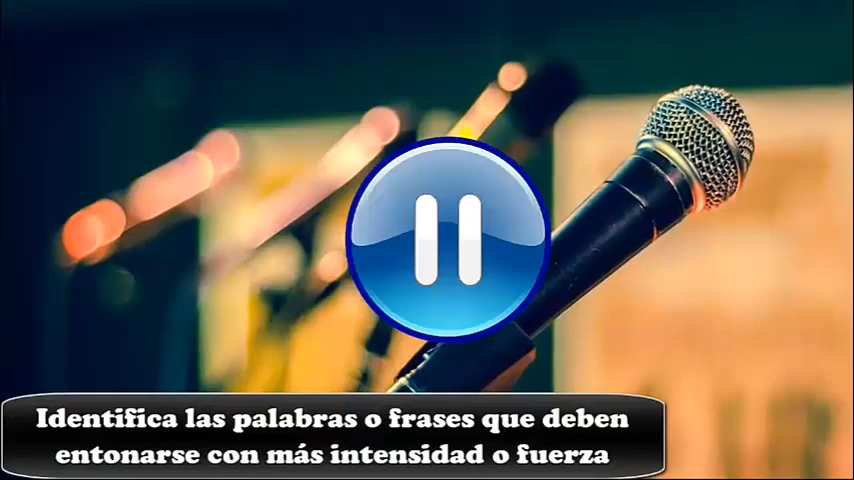 Identifica las palabras o frases que deben
entonarse con más intensidad o fuerza